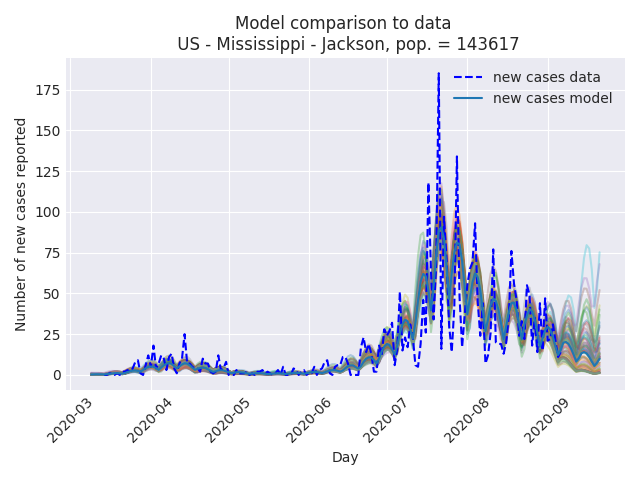 Model comparison to data
US - Mississippi - Jackson, pop. = 143617
new cases data
new cases model
Number of new cases reported
175
150
125
100
75
50
25
0
2020-03
2020-04
2020-05
2020-06
2020-07
2020-08
2020-09
Day